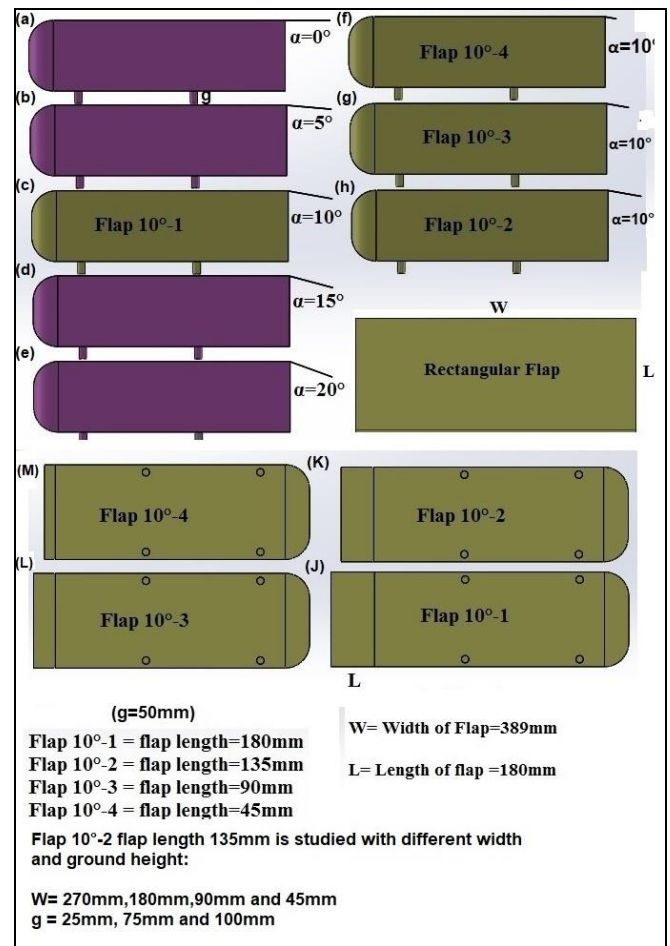 (a)
α=0°
g
(b)
α=5°
(c)
Flap 10°-1
α=10°
(d)
α=15°
(e)
α=20°
(f)
Flap 10°-4
α=10°
(g)
Flap 10°-3
α=10°
(h)
Flap 10°-2
α=10°
W
Rectangular Flap
L
(M)
Flap 10°-4
(K)
Flap 10°-2
(L)
Flap 10°-3
(J)
Flap 10°-1
L
(g=50mm)
Flap 10°-1 = flap length=180mm
Flap 10°-2 = flap length=135mm
Flap 10°-3 = flap length=90mm
Flap 10°-4 = flap length=45mm
W= Width of Flap=389mm
L= Length of flap =180mm
Flap 10°-2 flap length 135mm is studied with different width
and ground height:
W= 270mm,180mm,90mm and 45mm
g = 25mm, 75mm and 100mm